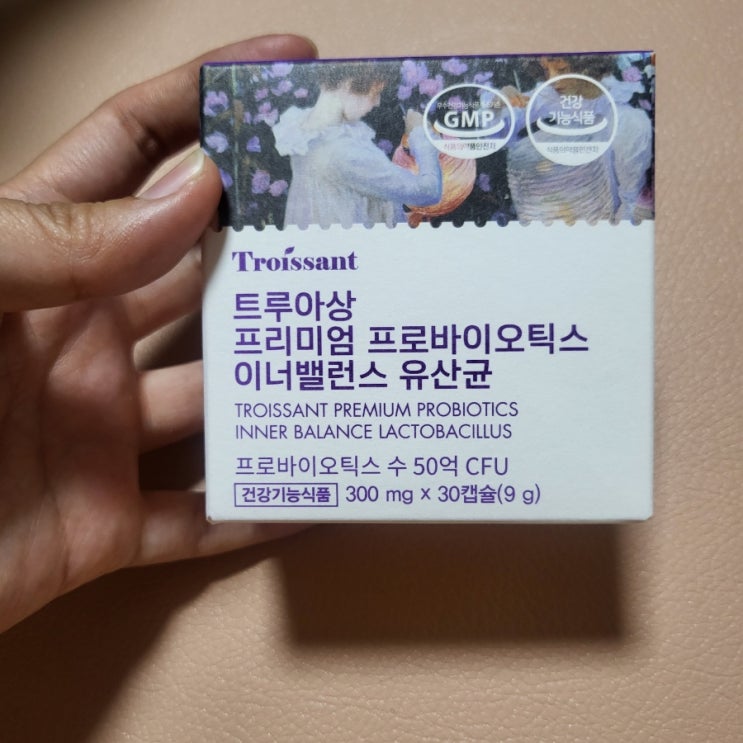 GMP
건강
기능식품
Troissant
트루아상
프리미엄 프로바이오틱스
이너밸런스 유산균
TROISSANT PREMIUM PROBIOTICS
INNER BALANCE LACTOBACILLUS
프로바이오틱스 수 50억 CFU
건강기능식품 300 mg x 30캡슐(9 g)